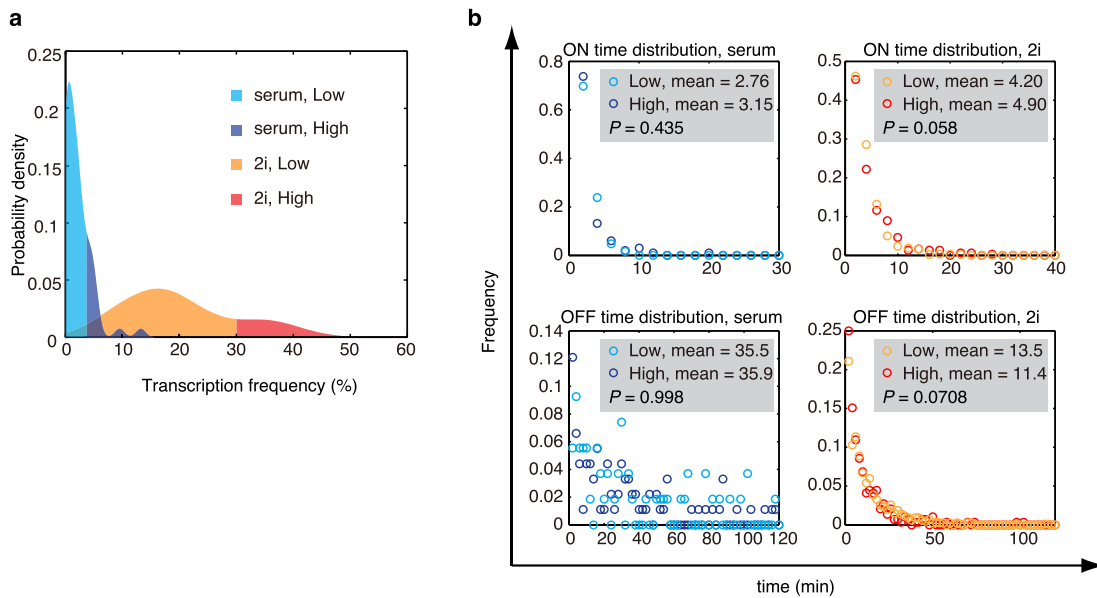 a
0.25
0.2
0.15
0.1
0.05
0
0 10 20 30 40 50 60
Probability density
Transcription frequency (%)
serum, Low
serum, High
2i, Low
2i, High
b
Frequency
time (min)
ON time distribution, serum
0.8
0.6
0.4
0.2
0
0 10 20 30
Low, mean = 2.76
High, mean = 3.15
P = 0.435
ON time distribution, 2i
0.5
0.4
0.3
0.2
0.1
0
0 10 20 30 40
Low, mean = 4.20
High, mean = 4.90
P = 0.058
OFF time distribution, serum
0.14
0.12
0.1
0.08
0.06
0.04
0.02
0
0 20 40 60 80 100 120
Low, mean = 35.5
High, mean = 35.9
P = 0.998
OFF time distribution, 2i
0.25
0.2
0.15
0.1
0.05
0
0 50 100
Low, mean = 13.5
High, mean = 11.4
P = 0.0708